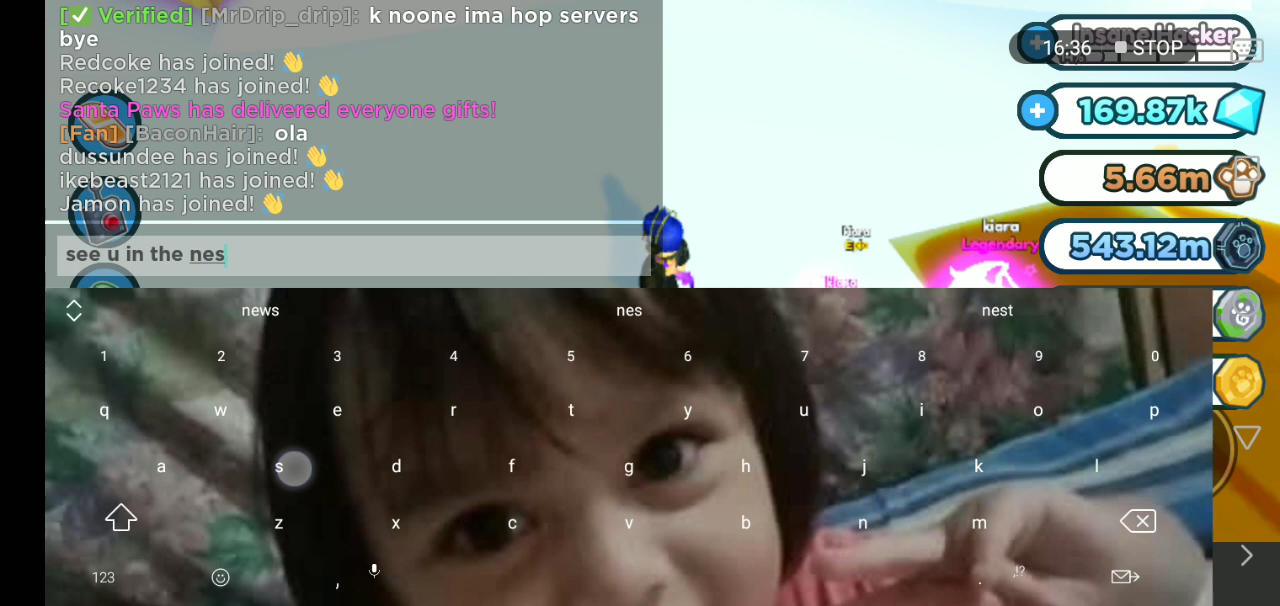 [✅ Verified] [MrDrip_drip]: k noone ima hop servers
bye
Redcoke has joined! 👋
Recoke1234 has joined! 👋
Santa Paws has delivered everyone gifts!
[Fan] [BaconHair]: ola
dussundee has joined! 👋
ikebeast2121 has joined! 👋
Jamon has joined! 👋
see u in the nes
Insane Hacker
16:36 STOP
169.87k
5.66m
543.12m
kiara
Legendary
news nes nest
1 2 3 4 5 6 7 8 9 0
q w e r t y u i o p
a s d f g h j k l
z x c v b n m
123 , . ,!?